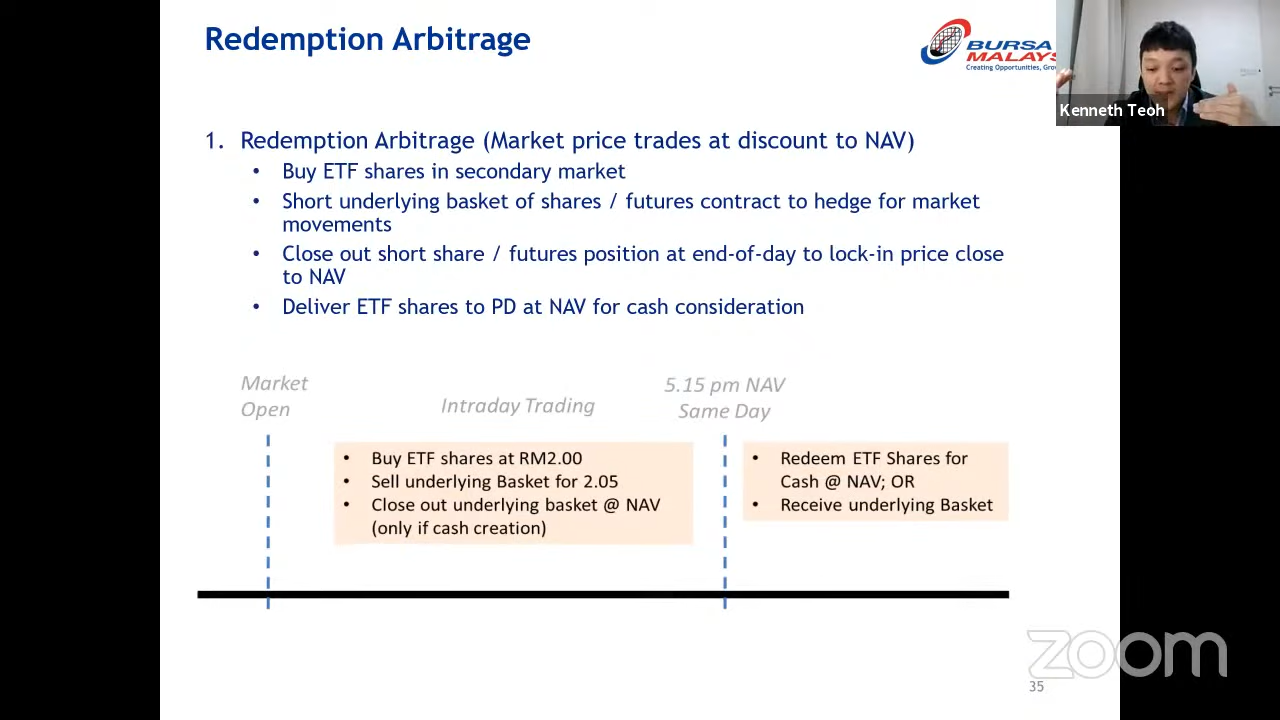 Redemption Arbitrage
BURSA
MALAYS
Creating Opportunities, Gro
Kenneth Teoh
1. Redemption Arbitrage (Market price trades at discount to NAV)
• Buy ETF shares in secondary market
• Short underlying basket of shares / futures contract to hedge for market
movements
• Close out short share / futures position at end-of-day to lock-in price close
to NAV
• Deliver ETF shares to PD at NAV for cash consideration
Market
Open
Intraday Trading
5.15 pm NAV
Same Day
• Buy ETF shares at RM2.00
• Sell underlying Basket for 2.05
• Close out underlying basket @ NAV
(only if cash creation)
• Redeem ETF Shares for
Cash @ NAV; OR
• Receive underlying Basket
zoom
35